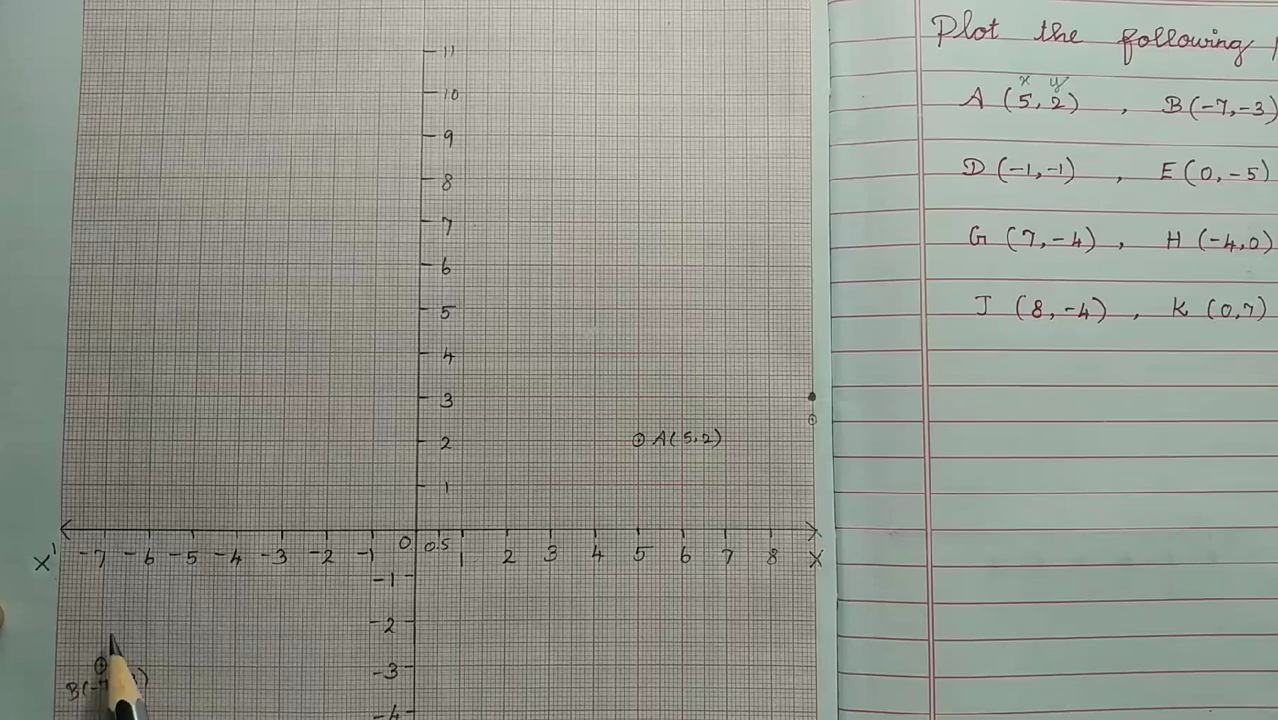 11
10
9
8
7
6
5
4
3
2 A(5,2)
1
X' -7 -6 -5 -4 -3 -2 -1 0 0.5 1 2 3 4 5 6 7 8 X
-1
-2
-3
-4
Plot the following
x y
A (5, 2) , B(-7,-3)
D (-1,-1) , E(0,-5)
G (7,-4) , H (-4,0)
J (8,-4) , K (0,7)